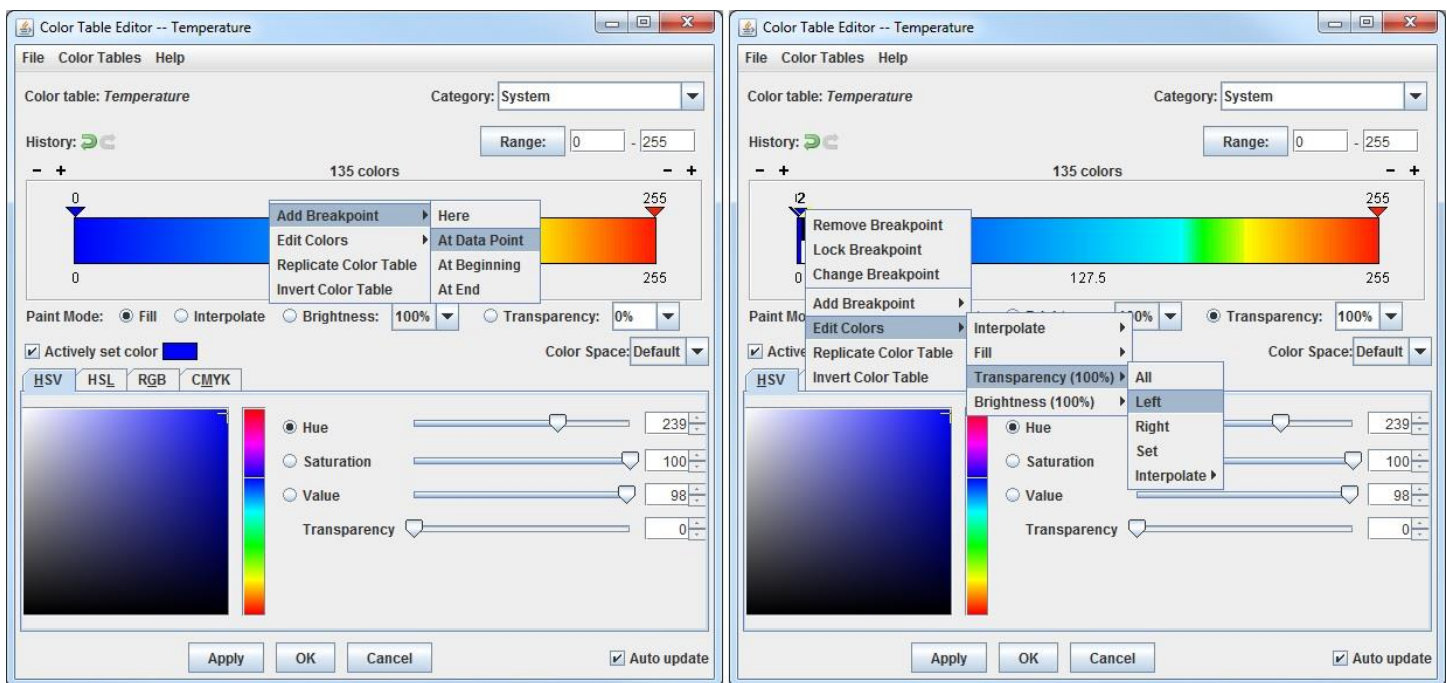 Color Table Editor -- Temperature
File Color Tables Help
Color table: Temperature Category: System
History: Range: 0 - 255
- + 135 colors - +
0 255
Add Breakpoint Here
Edit Colors At Data Point
Replicate Color Table At Beginning
Invert Color Table At End
0 255
Paint Mode: Fill Interpolate Brightness: 100% Transparency: 0%
Actively set color Color Space: Default
HSV HSL RGB CMYK
Hue 239
Saturation 100
Value 98
Transparency 0
Apply OK Cancel Auto update
Color Table Editor -- Temperature
File Color Tables Help
Color table: Temperature Category: System
History: Range: 0 - 255
- + 135 colors - +
2 255
Remove Breakpoint
Lock Breakpoint
Change Breakpoint
0 127.5 255
Add Breakpoint
Paint Mo 00% Transparency: 100%
Edit Colors Interpolate
Active Replicate Color Table Fill Color Space: Default
HSV Invert Color Table Transparency (100%) All
Brightness (100%) Left
Hue Right 239
Saturation Set 100
Interpolate
Value 98
Transparency 0
Apply OK Cancel Auto update